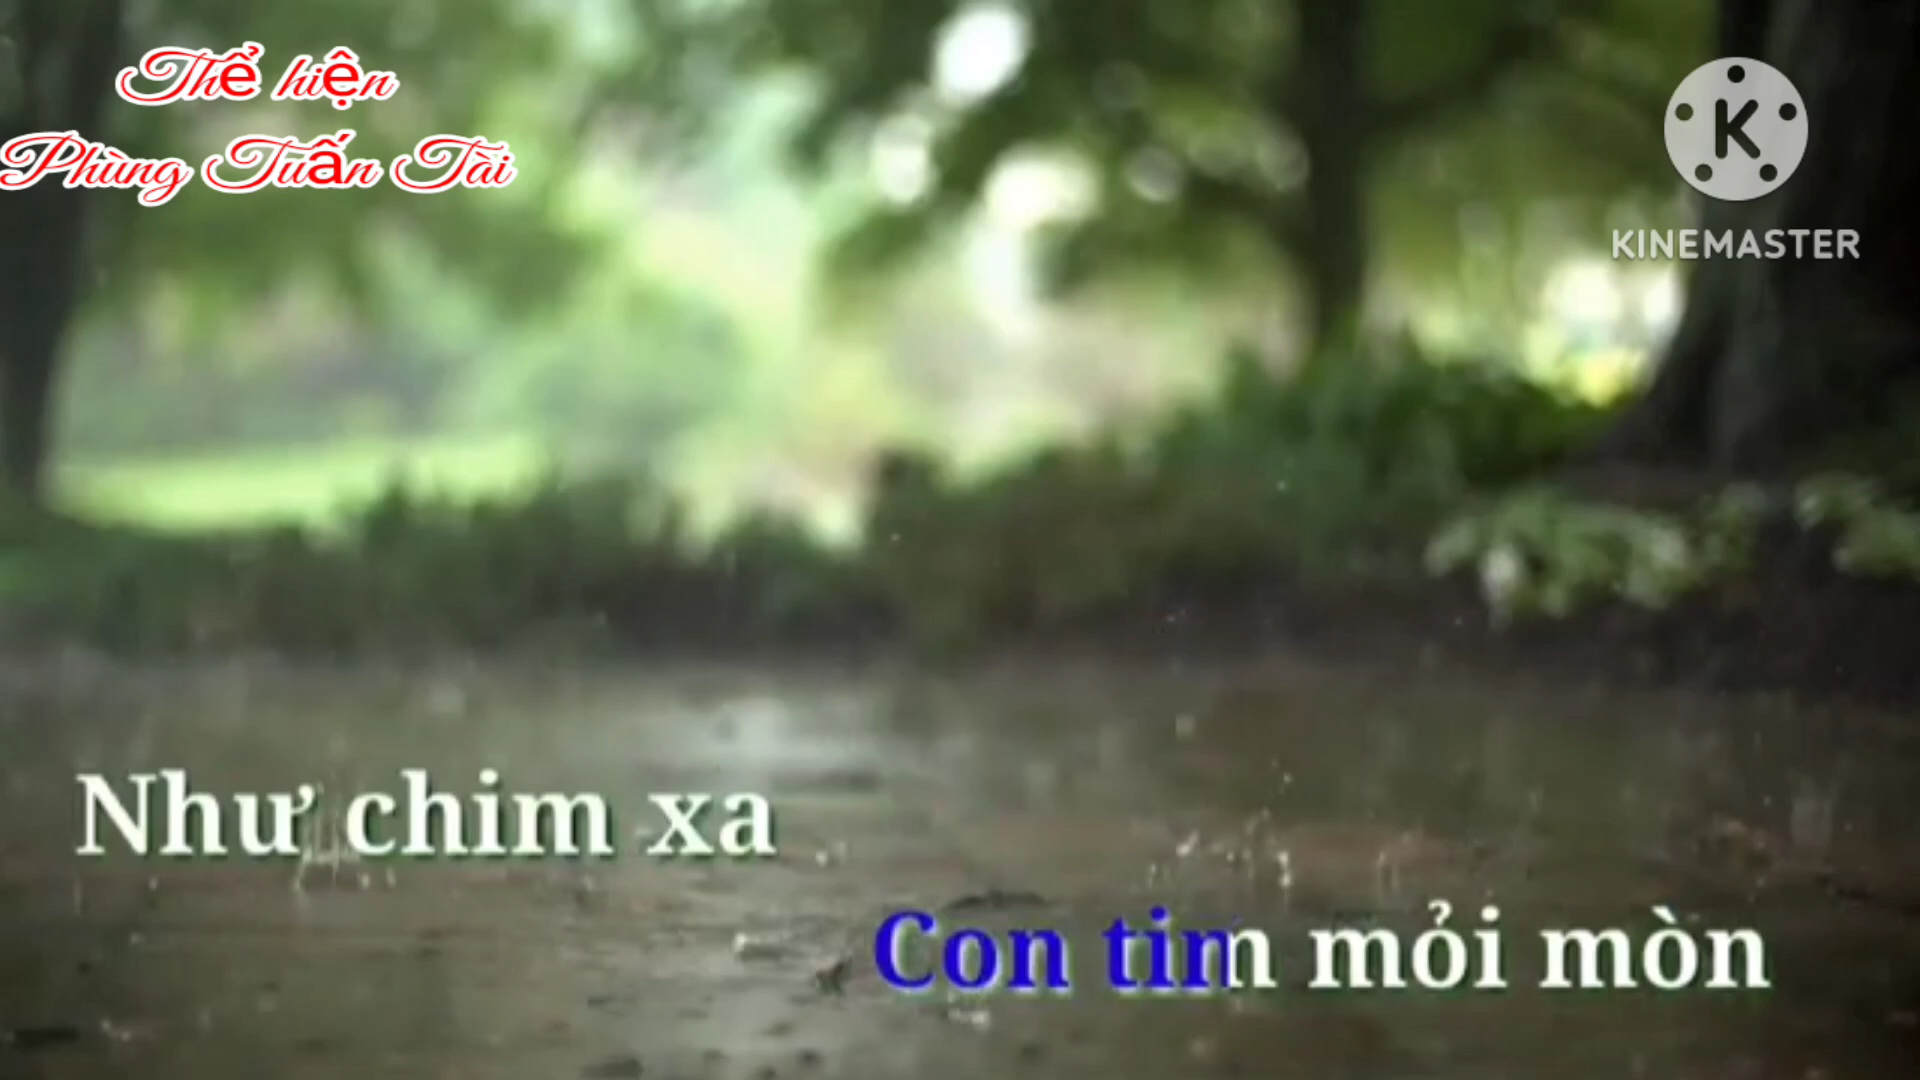 Thể hiện
Phùng Tuấn Tài
K
KINEMASTER
Như chim xa
Con tim mỏi mòn